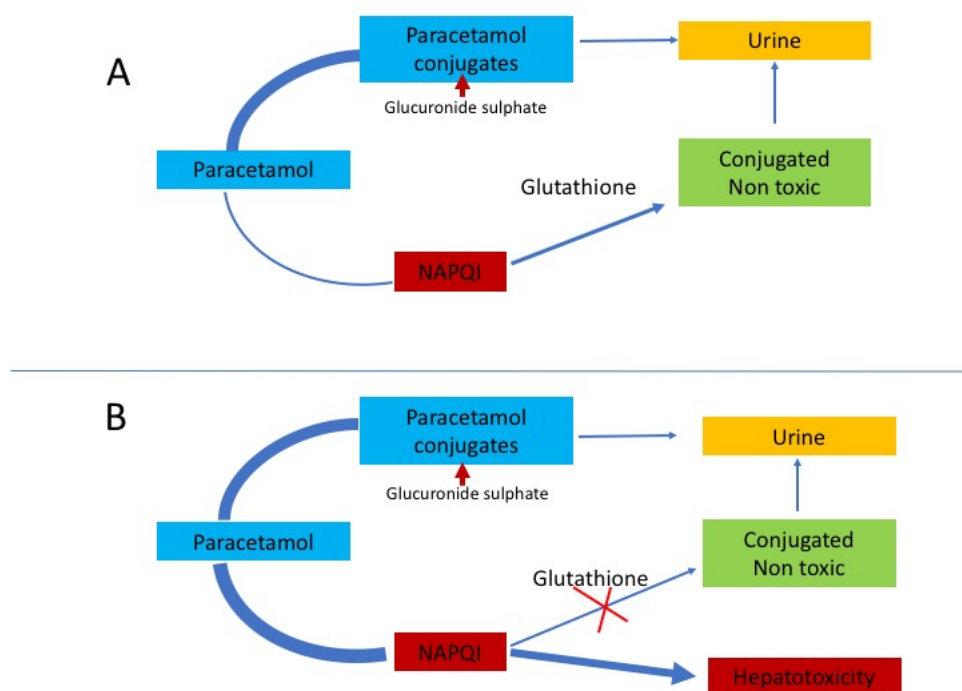 A
Paracetamol
conjugates
Urine
Glucuronide sulphate
Paracetamol
Conjugated
Non toxic
Glutathione
NAPQI
B
Paracetamol
conjugates
Urine
Glucuronide sulphate
Paracetamol
Conjugated
Non toxic
Glutathione
NAPQI
Hepatotoxicity